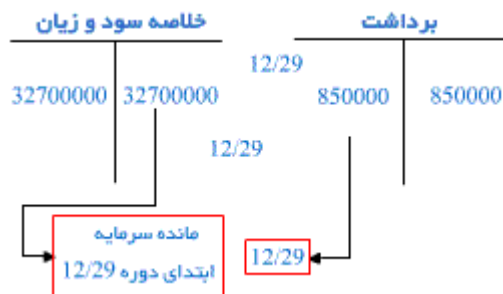 برداشت
خلاصه سود و زیان
12/29
850000 850000
32700000 32700000
12/29
مانده سرمایه
ابتدای دوره 12/29
12/29